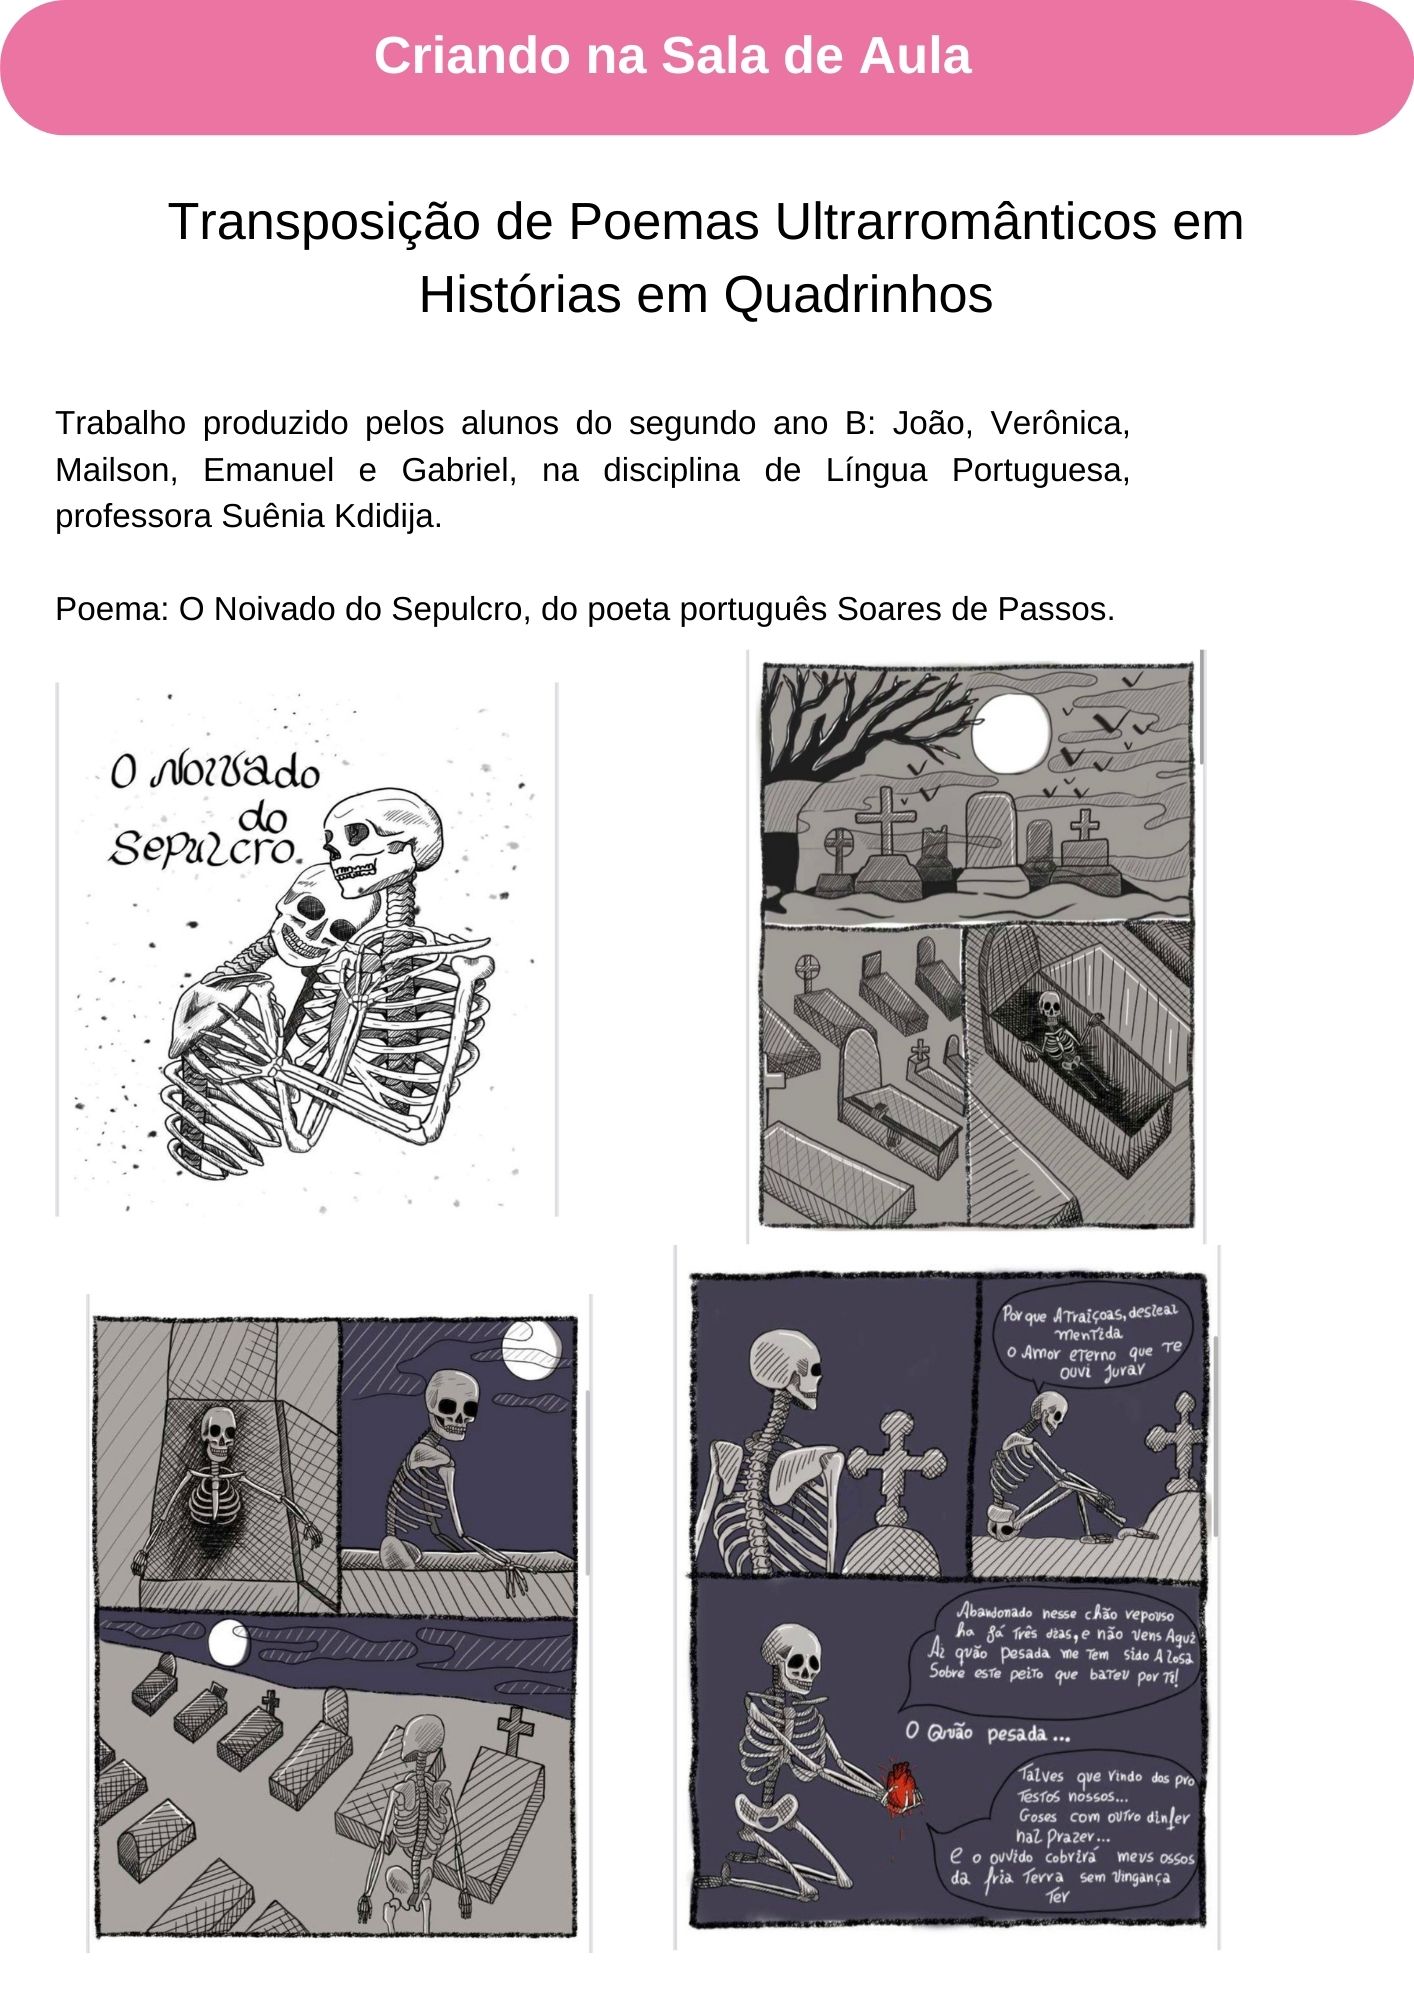 Criando na Sala de Aula
Transposição de Poemas Ultrarromânticos em
Histórias em Quadrinhos
Trabalho produzido pelos alunos do segundo ano B: João, Verônica,
Mailson, Emanuel e Gabriel, na disciplina de Língua Portuguesa,
professora Suênia Kdidija.
Poema: O Noivado do Sepulcro, do poeta português Soares de Passos.
O Noivado
do
Sepulcro.
Por que Atraiçoas, desleal
mentida
o Amor eterno que te
ouvi jurar
Abandonado nesse chão repouso
ha já três dias, e não vens Aqui
Ai quão pesada me tem sido A losa
Sobre este peito que bateu por ti!
O Quão pesada...
Talves que vindo dos pro
testos nossos...
Goses com outro dinfer
nal prazer...
e o ouvido cobrirá meus ossos
da fria terra sem vingança
ter